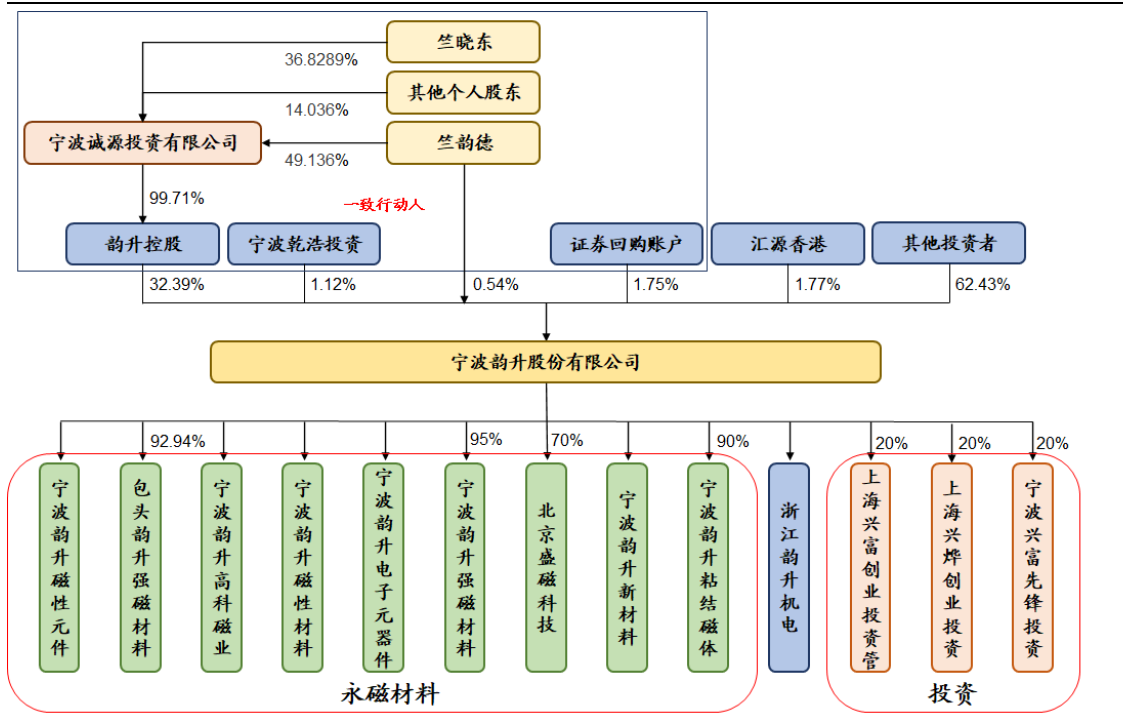 竺晓东
36.8289%
其他个人股东
14.036%
宁波诚源投资有限公司
竺韵德
49.136%
99.71%
一致行动人
韵升控股
宁波乾浩投资
证券回购账户
汇源香港
其他投资者
32.39%
1.12%
0.54%
1.75%
1.77%
62.43%
宁波韵升股份有限公司
92.94%
95%
70%
90%
20%
20%
20%
宁波韵升磁性元件
包头韵升强磁材料
宁波韵升高科磁业
宁波韵升磁性材料
宁波韵升电子元器件
宁波韵升强磁材料
北京盛磁科技
宁波韵升新材料
宁波韵升粘结磁体
浙江韵升机电
上海兴富创业投资管
上海兴烨创业投资
宁波兴富先锋投资
永磁材料
投资